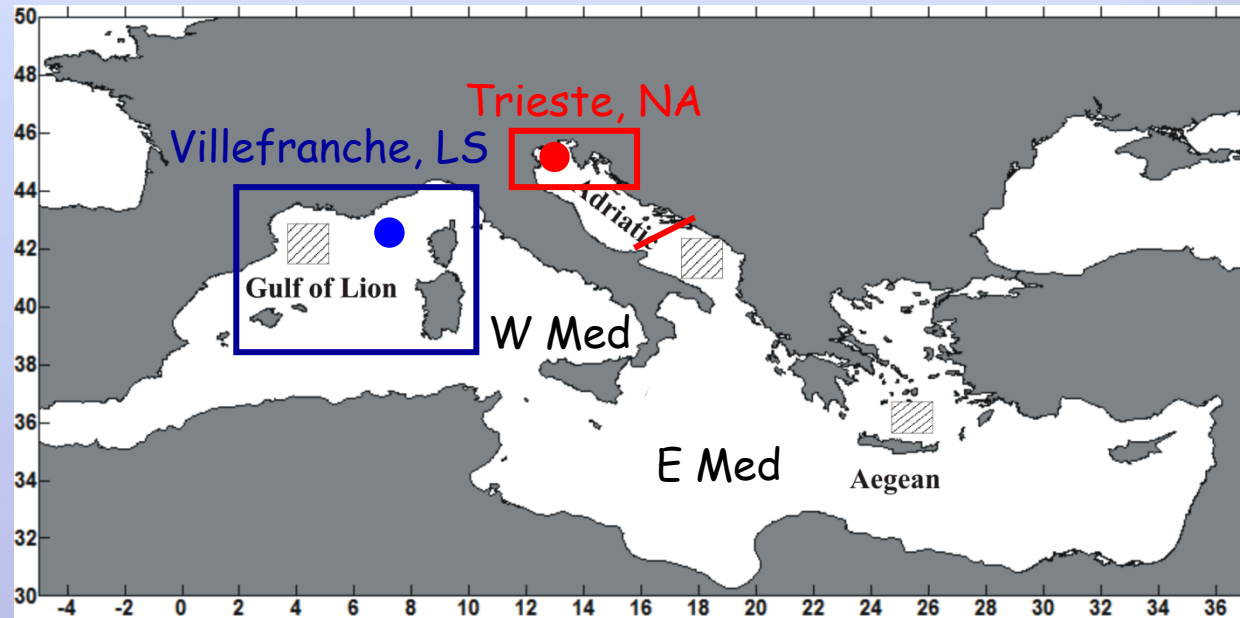 50
48
46
44
42
40
38
36
34
32
30
Trieste, NA
Villefranche, LS
Adriatic
Gulf of Lion
W Med
E Med
Aegean
-4 -2 0 2 4 6 8 10 12 14 16 18 20 22 24 26 28 30 32 34 36